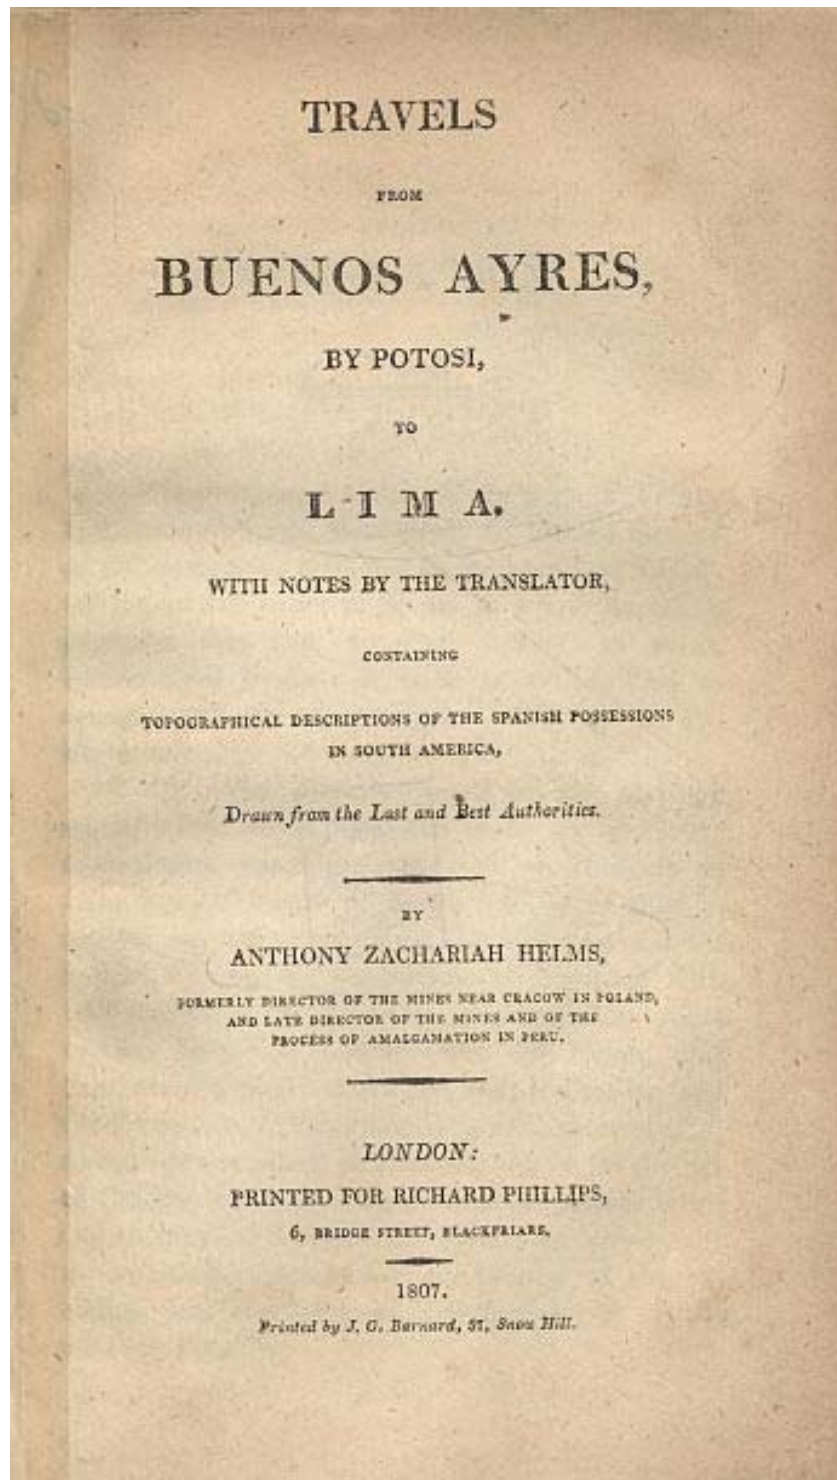 TRAVELS
FROM
BUENOS AYRES,
BY POTOSI,
TO
LIMA.
WITH NOTES BY THE TRANSLATOR,
CONTAINING
TOPOGRAPHICAL DESCRIPTIONS OF THE SPANISH POSSESSIONS
IN SOUTH AMERICA,
Drawn from the Last and Best Authorities.
BY
ANTHONY ZACHARIAH HELMS,
FORMERLY DIRECTOR OF THE MINES NEAR CRACOW IN POLAND,
AND LATE DIRECTOR OF THE MINES AND OF THE
PROCESS OF AMALGAMATION IN PERU.
LONDON:
PRINTED FOR RICHARD PHILLIPS,
6, BRIDGE STREET, BLACKFRIARS.
1807.
Printed by J. G. Barnard, 57, Snow Hill.